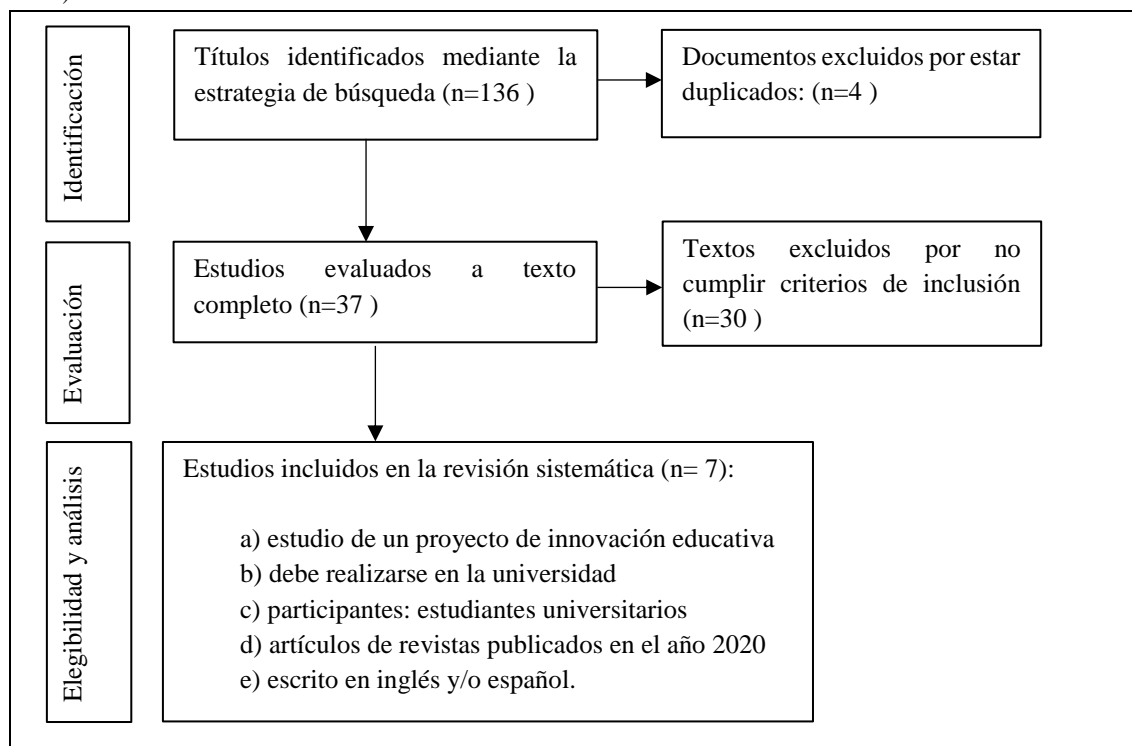 )
Identificación
Títulos identificados mediante la
estrategia de búsqueda (n=136 )
Documentos excluidos por estar
duplicados: (n=4 )
Evaluación
Estudios evaluados a texto
completo (n=37 )
Textos excluidos por no
cumplir criterios de inclusión
(n=30 )
Elegibilidad y análisis
Estudios incluidos en la revisión sistemática (n= 7):
a) estudio de un proyecto de innovación educativa
b) debe realizarse en la universidad
c) participantes: estudiantes universitarios
d) artículos de revistas publicados en el año 2020
e) escrito en inglés y/o español.